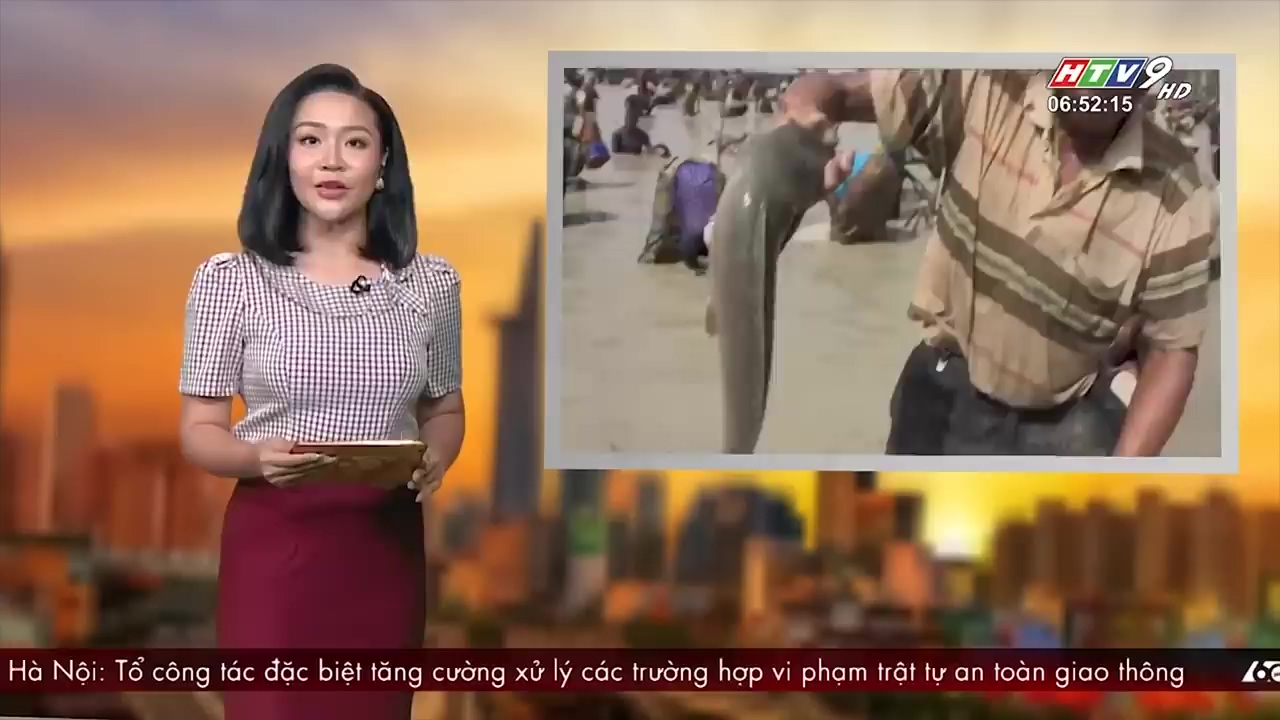 HTV9 HD
06:52:15
Hà Nội: Tổ công tác đặc biệt tăng cường xử lý các trường hợp vi phạm trật tự an toàn giao thông